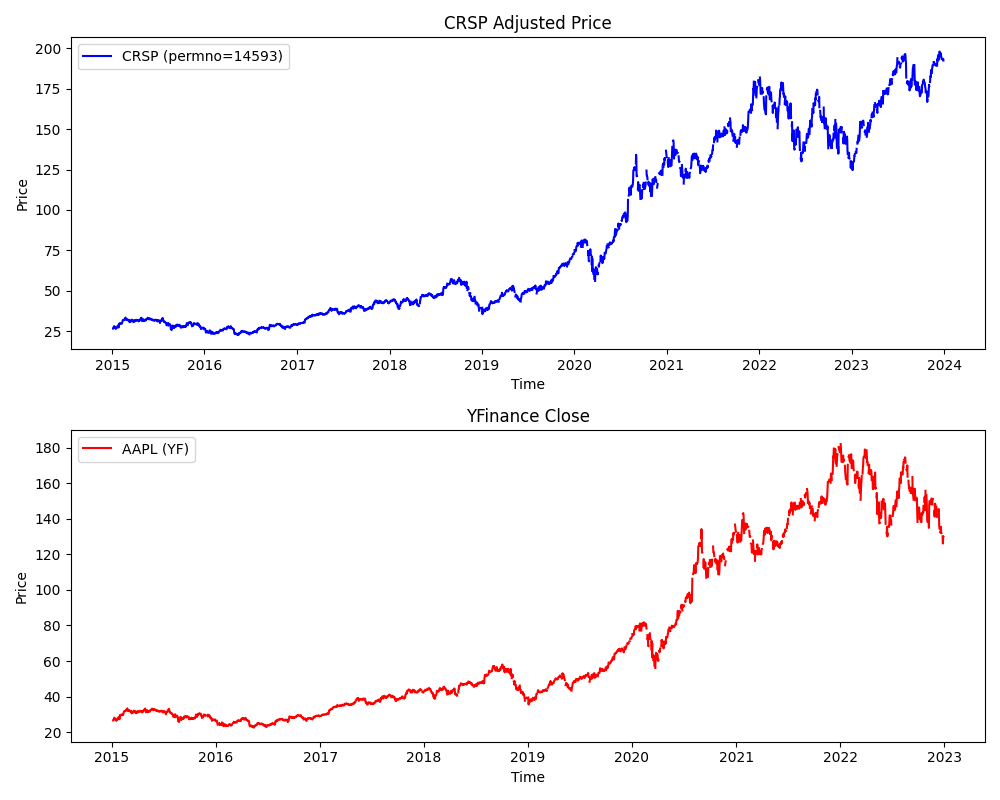 CRSP Adjusted Price
CRSP (permno=14593)
200
175
150
125
100
75
50
25
Price
2015 2016 2017 2018 2019 2020 2021 2022 2023 2024
Time
YFinance Close
AAPL (YF)
180
160
140
120
100
80
60
40
20
Price
2015 2016 2017 2018 2019 2020 2021 2022 2023
Time